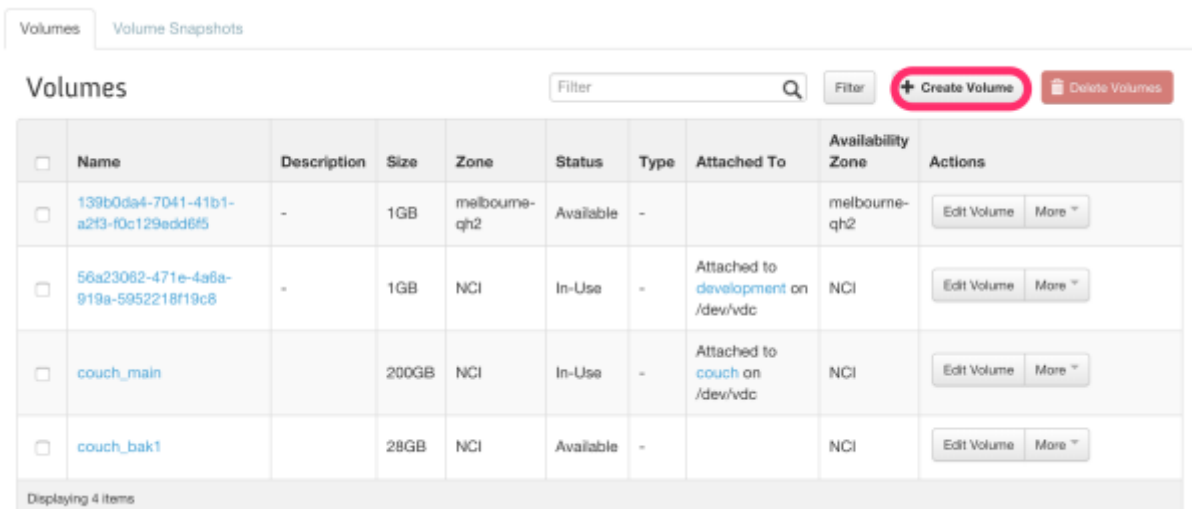 Volumes Volume Snapshots
Volumes Filter Filter + Create Volume Delete Volumes
Name Description Size Zone Status Type Attached To Availability Zone Actions
139b0da4-7041-41b1-
a2f3-f0c129edd6f5
- 1GB melbourne-
qh2
Available -
melbourne-
qh2
Edit Volume More
56a23062-471e-4a6a-
919a-5952218f19c8
- 1GB NCI In-Use -
Attached to
development on
/dev/vdc
NCI Edit Volume More
couch_main 200GB NCI In-Use -
Attached to
couch on
/dev/vdc
NCI Edit Volume More
couch_bak1 28GB NCI Available - NCI Edit Volume More
Displaying 4 items